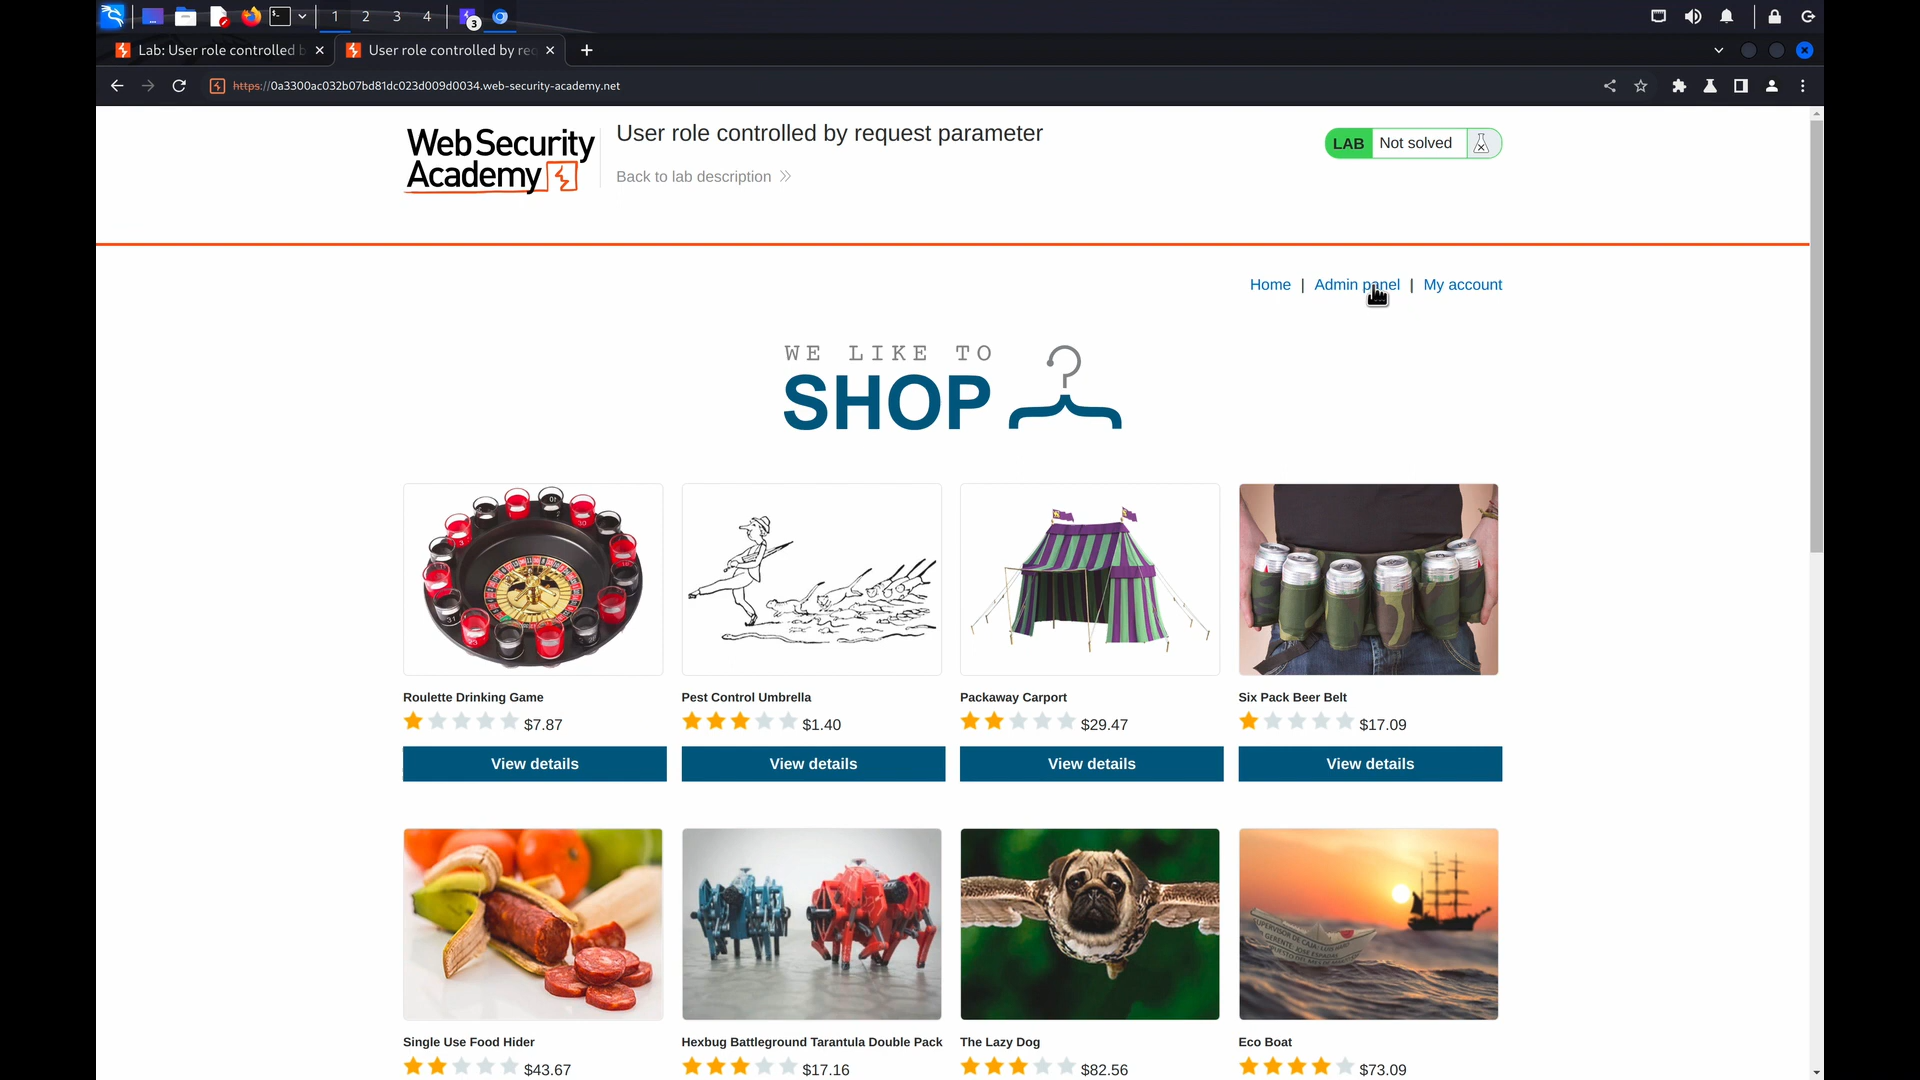 1 2 3 4 3
Lab: User role controlled b
User role controlled by req
https://0a3300ac032b07bd81dc023d009d0034.web-security-academy.net
Web Security
Academy
User role controlled by request parameter
Back to lab description
LAB Not solved
Home | Admin panel | My account
WE LIKE TO
SHOP
Roulette Drinking Game
$7.87
View details
Pest Control Umbrella
$1.40
View details
Packaway Carport
$29.47
View details
Six Pack Beer Belt
$17.09
View details
Single Use Food Hider
$43.67
Hexbug Battleground Tarantula Double Pack
$17.16
The Lazy Dog
$82.56
Eco Boat
$73.09